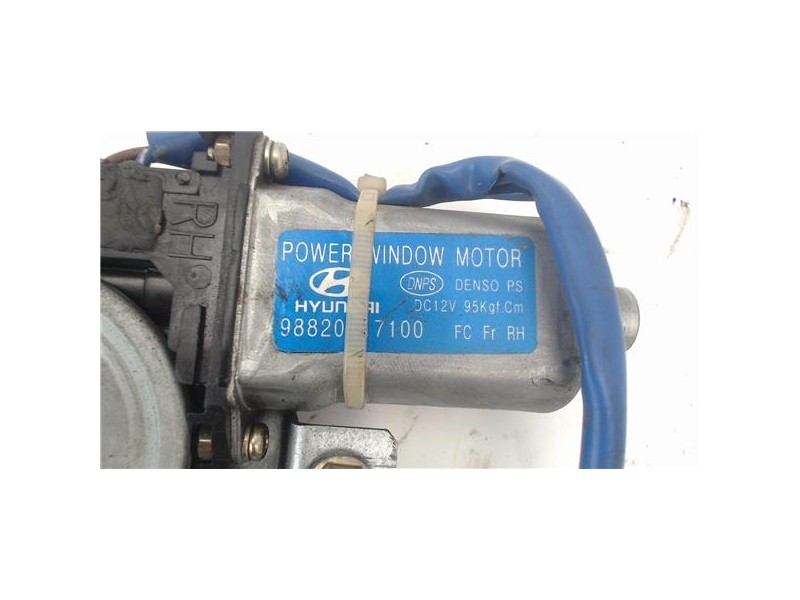 RH
POWER WINDOW MOTOR
HYUNDAI DNPS DENSO PS
DC12V 95Kgf.Cm
98820 7100 FC Fr RH